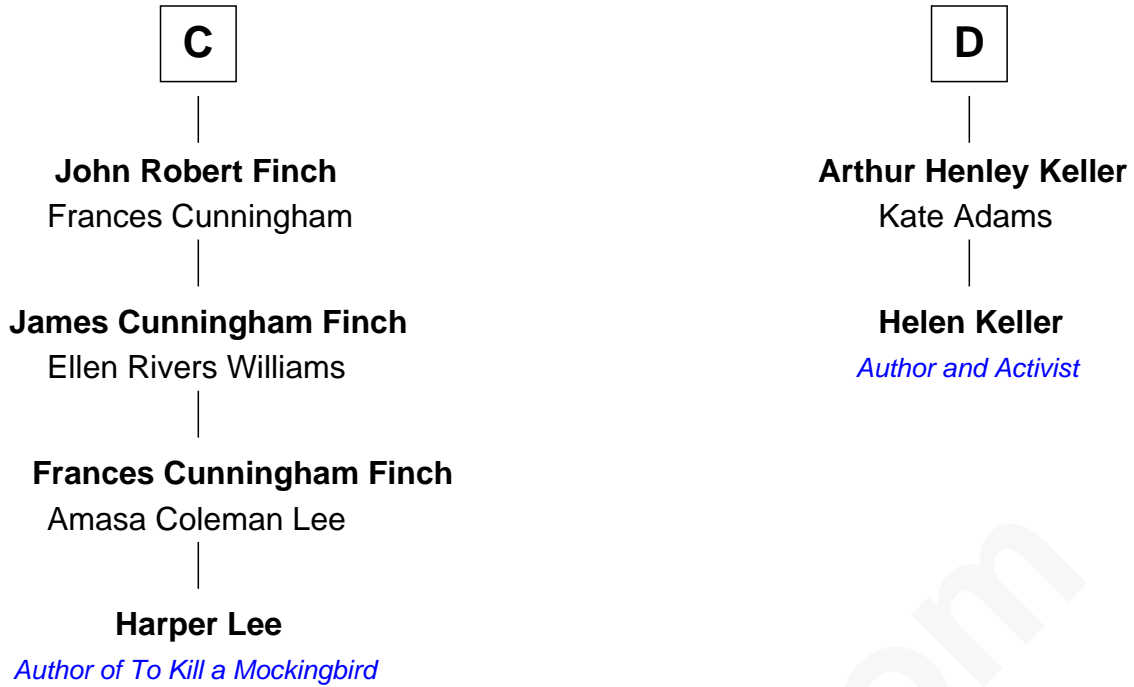 C
John Robert Finch
Frances Cunningham
James Cunningham Finch
Ellen Rivers Williams
Frances Cunningham Finch
Amasa Coleman Lee
Harper Lee
Author of To Kill a Mockingbird
D
Arthur Henley Keller
Kate Adams
Helen Keller
Author and Activist
om